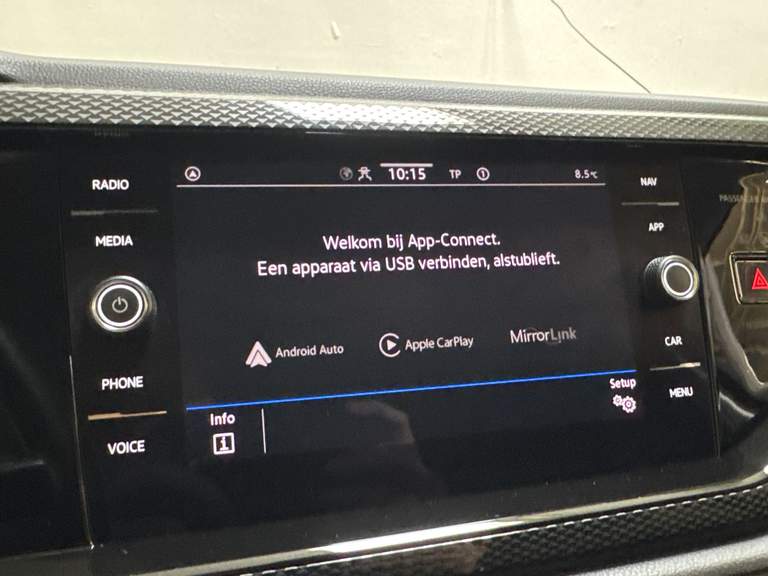 RADIO
MEDIA
PHONE
VOICE
10:15
TP
1
8.5°C
Welkom bij App-Connect.
Een apparaat via USB verbinden, alstublieft.
Android Auto
Apple CarPlay
MirrorLink
Info
Setup
NAV
APP
CAR
MENU